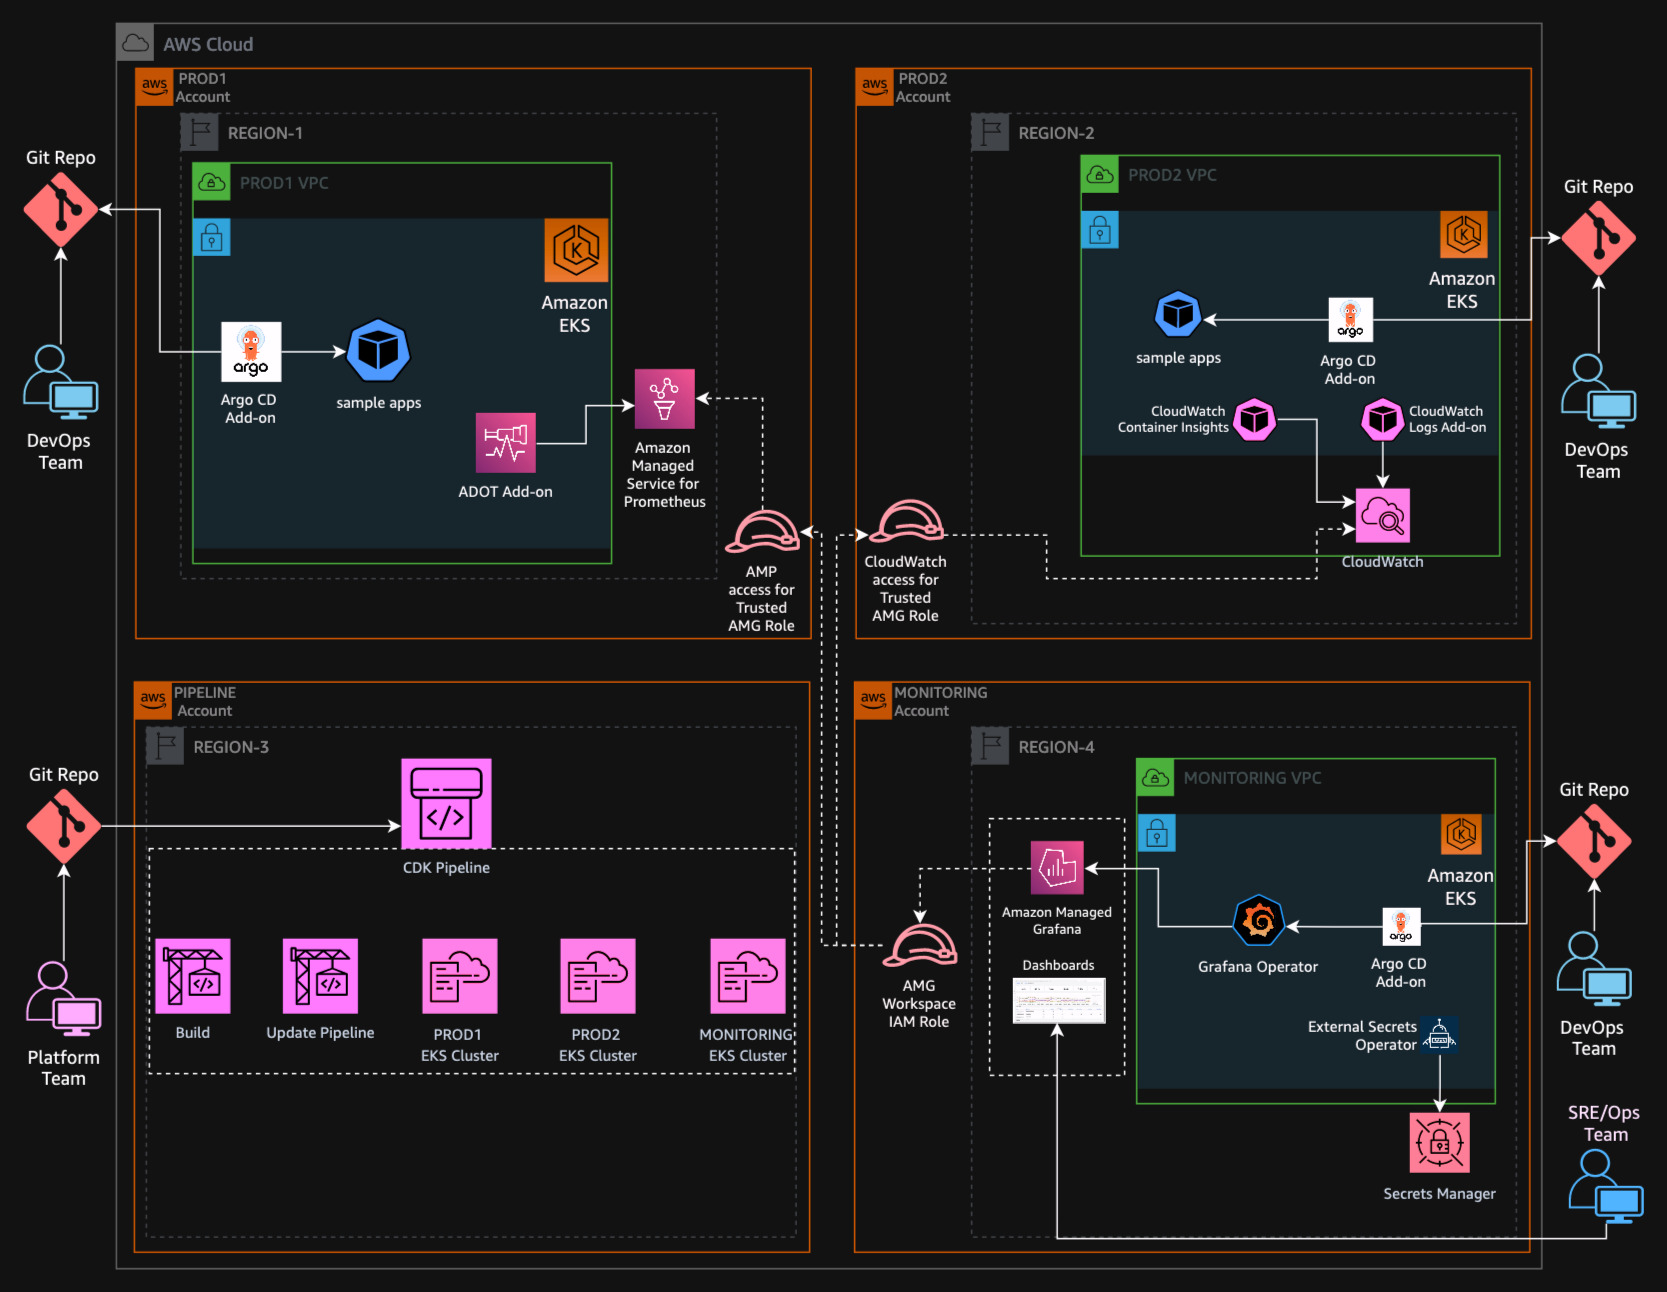 AWS Cloud
aws
PROD1
Account
REGION-1
PROD1 VPC
Git Repo
DevOps
Team
Amazon
EKS
argo
Argo CD
Add-on
sample apps
ADOT Add-on
Amazon
Managed
Service for
Prometheus
AMP
access for
Trusted
AMG Role
aws
PROD2
Account
REGION-2
PROD2 VPC
Git Repo
DevOps
Team
Amazon
EKS
sample apps
argo
Argo CD
Add-on
CloudWatch
Container Insights
CloudWatch
Logs Add-on
CloudWatch
CloudWatch
access for
Trusted
AMG Role
aws
PIPELINE
Account
REGION-3
Git Repo
Platform
Team
</>
CDK Pipeline
</>
Build
</>
Update Pipeline
PROD1
EKS Cluster
PROD2
EKS Cluster
MONITORING
EKS Cluster
aws
MONITORING
Account
REGION-4
MONITORING VPC
Git Repo
DevOps
Team
Amazon
EKS
Amazon Managed
Grafana
Dashboards
AMG
Workspace
IAM Role
Grafana Operator
argo
Argo CD
Add-on
External Secrets
Operator
Secrets Manager
SRE/Ops
Team